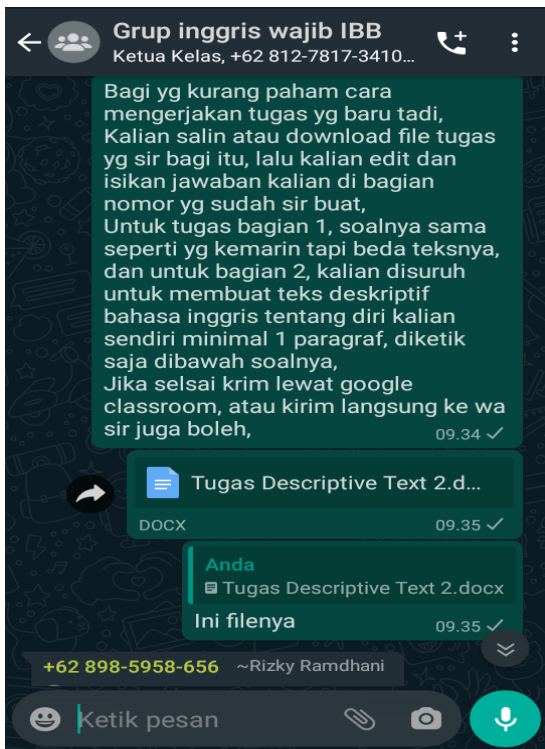 Grup inggris wajib IBB
Ketua Kelas, +62 812-7817-3410...
Bagi yg kurang paham cara
mengerjakan tugas yg baru tadi,
Kalian salin atau download file tugas
yg sir bagi itu, lalu kalian edit dan
isikan jawaban kalian di bagian
nomor yg sudah sir buat,
Untuk tugas bagian 1, soalnya sama
seperti yg kemarin tapi beda teksnya,
dan untuk bagian 2, kalian disuruh
untuk membuat teks deskriptif
bahasa inggris tentang diri kalian
sendiri minimal 1 paragraf, diketik
saja dibawah soalnya,
Jika selsai krim lewat google
classroom, atau kirim langsung ke wa
sir juga boleh,
09.34
Tugas Descriptive Text 2.d...
DOCX 09.35
Anda
Tugas Descriptive Text 2.docx
Ini filenya 09.35
+62 898-5958-656 ~Rizky Ramdhani
Ketik pesan